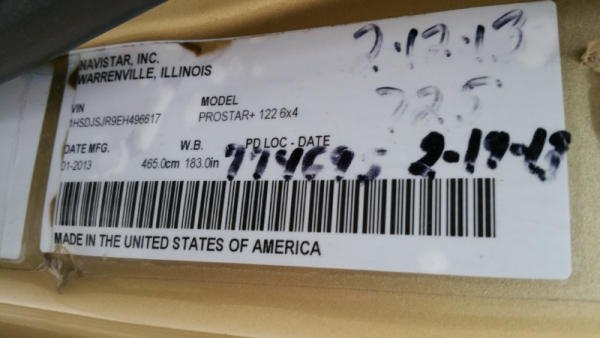 NAVISTAR, INC.
WARRENVILLE, ILLINOIS
2-12-13
VIN
1HSDJSJR9EH496617
MODEL
PROSTAR+ 122 6x4
725
DATE MFG.
01-2013
W.B.
465.0cm 183.0in
PD LOC - DATE
2-19-13
MADE IN THE UNITED STATES OF AMERICA